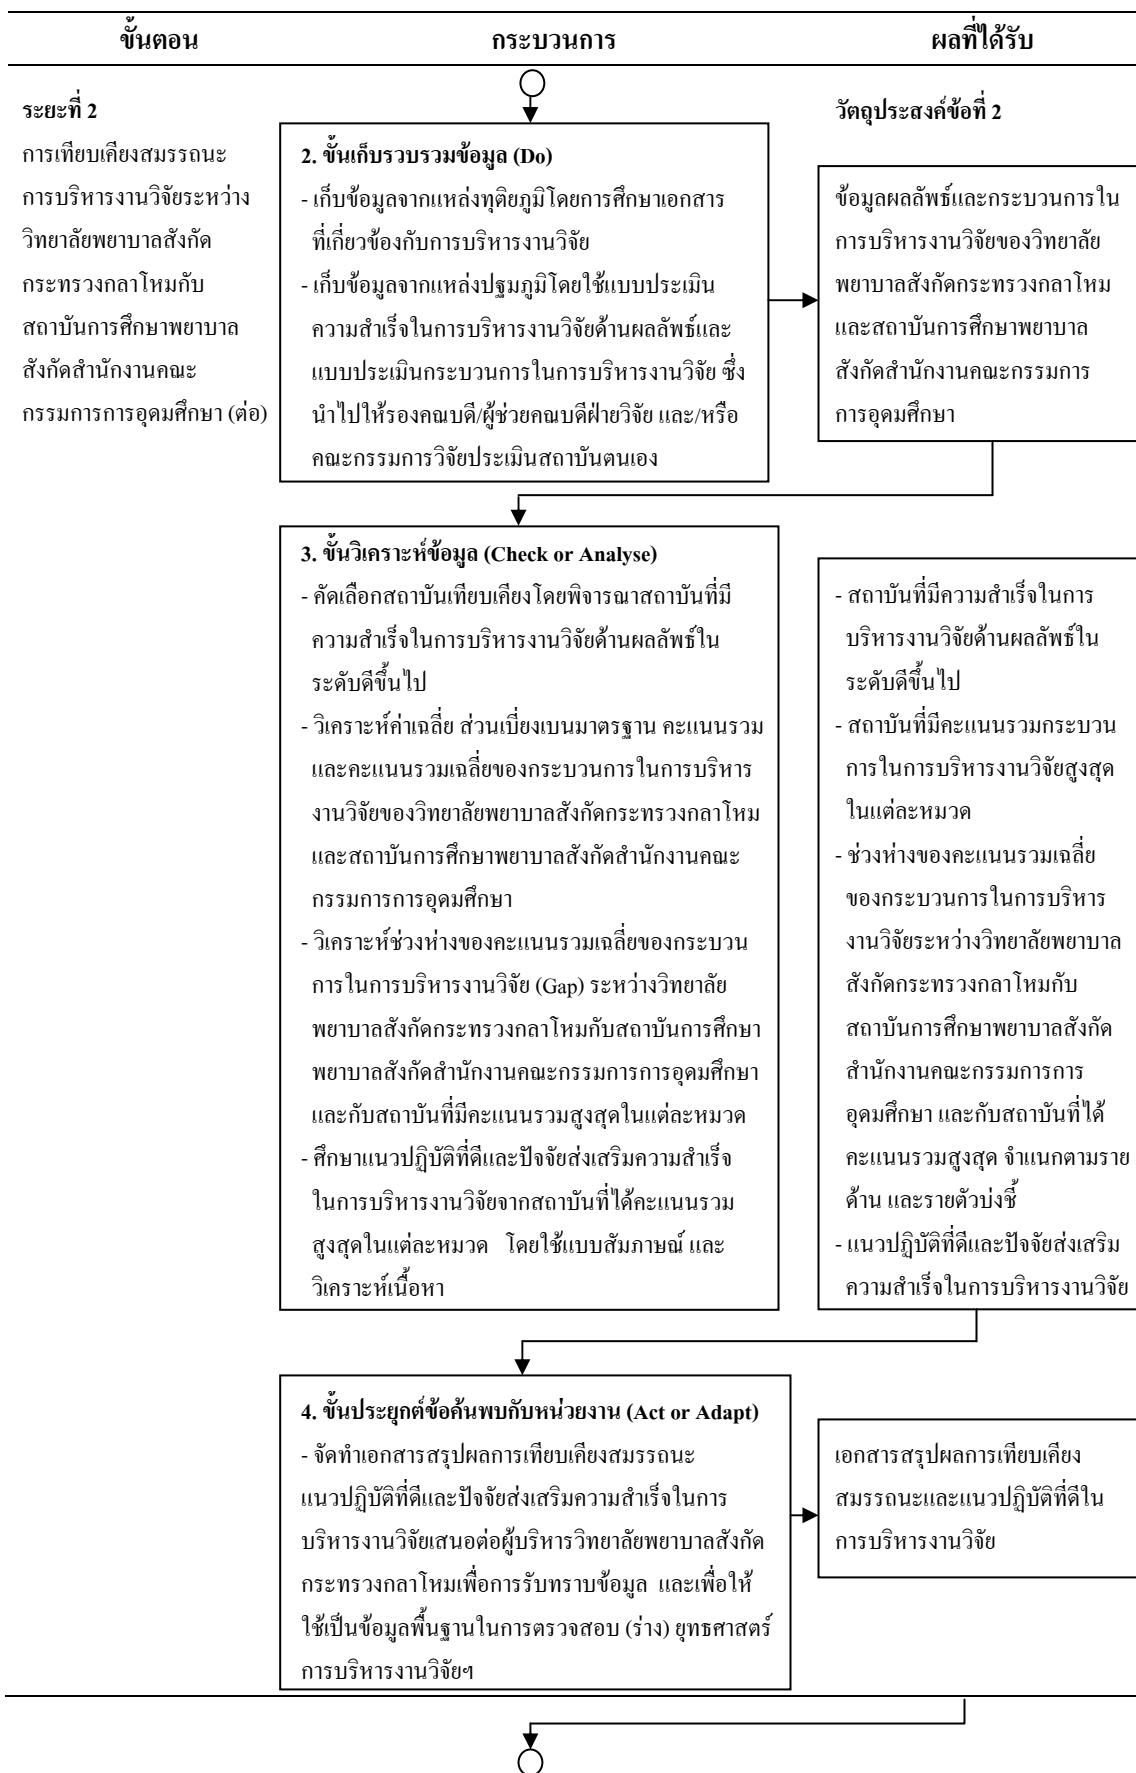 ขั้นตอน กระบวนการ ผลที่ได้รับ
ระยะที่ 2
การเทียบเคียงสมรรถนะ
การบริหารงานวิจัยระหว่าง
วิทยาลัยพยาบาลสังกัด
กระทรวงกลาโหมกับ
สถาบันการศึกษาพยาบาล
สังกัดสำนักงานคณะ
กรรมการการอุดมศึกษา (ต่อ)
2. ขั้นเก็บรวบรวมข้อมูล (Do)
- เก็บข้อมูลจากแหล่งทุติยภูมิโดยการศึกษาเอกสาร
ที่เกี่ยวข้องกับการบริหารงานวิจัย
- เก็บข้อมูลจากแหล่งปฐมภูมิโดยใช้แบบประเมิน
ความสำเร็จในการบริหารงานวิจัยด้านผลลัพธ์และ
แบบประเมินกระบวนการในการบริหารงานวิจัย ซึ่ง
นำไปให้รองคณบดี/ผู้ช่วยคณบดีฝ่ายวิจัย และ/หรือ
คณะกรรมการวิจัยประเมินสถาบันตนเอง
วัตถุประสงค์ข้อที่ 2
ข้อมูลผลลัพธ์และกระบวนการใน
การบริหารงานวิจัยของวิทยาลัย
พยาบาลสังกัดกระทรวงกลาโหม
และสถาบันการศึกษาพยาบาล
สังกัดสำนักงานคณะกรรมการ
การอุดมศึกษา
3. ขั้นวิเคราะห์ข้อมูล (Check or Analyse)
- คัดเลือกสถาบันเทียบเคียงโดยพิจารณาสถาบันที่มี
ความสำเร็จในการบริหารงานวิจัยด้านผลลัพธ์ใน
ระดับดีขึ้นไป
- วิเคราะห์ค่าเฉลี่ย ส่วนเบี่ยงเบนมาตรฐาน คะแนนรวม
และคะแนนรวมเฉลี่ยของกระบวนการในการบริหาร
งานวิจัยของวิทยาลัยพยาบาลสังกัดกระทรวงกลาโหม
และสถาบันการศึกษาพยาบาลสังกัดสำนักงานคณะ
กรรมการการอุดมศึกษา
- วิเคราะห์ช่วงห่างของคะแนนรวมเฉลี่ยของกระบวน
การในการบริหารงานวิจัย (Gap) ระหว่างวิทยาลัย
พยาบาลสังกัดกระทรวงกลาโหมกับสถาบันการศึกษา
พยาบาลสังกัดสำนักงานคณะกรรมการการอุดมศึกษา
และกับสถาบันที่มีคะแนนรวมสูงสุดในแต่ละหมวด
- ศึกษาแนวปฏิบัติที่ดีและปัจจัยส่งเสริมความสำเร็จ
ในการบริหารงานวิจัยจากสถาบันที่ได้คะแนนรวม
สูงสุดในแต่ละหมวด โดยใช้แบบสัมภาษณ์ และ
วิเคราะห์เนื้อหา
- สถาบันที่มีความสำเร็จในการ
บริหารงานวิจัยด้านผลลัพธ์ใน
ระดับดีขึ้นไป
- สถาบันที่มีคะแนนรวมกระบวน
การในการบริหารงานวิจัยสูงสุด
ในแต่ละหมวด
- ช่วงห่างของคะแนนรวมเฉลี่ย
ของกระบวนการในการบริหาร
งานวิจัยระหว่างวิทยาลัยพยาบาล
สังกัดกระทรวงกลาโหมกับ
สถาบันการศึกษาพยาบาลสังกัด
สำนักงานคณะกรรมการการ
อุดมศึกษา และกับสถาบันที่ได้
คะแนนรวมสูงสุด จำแนกตามราย
ด้าน และรายตัวบ่งชี้
- แนวปฏิบัติที่ดีและปัจจัยส่งเสริม
ความสำเร็จในการบริหารงานวิจัย
4. ขั้นประยุกต์ข้อค้นพบกับหน่วยงาน (Act or Adapt)
- จัดทำเอกสารสรุปผลการเทียบเคียงสมรรถนะ
แนวปฏิบัติที่ดีและปัจจัยส่งเสริมความสำเร็จในการ
บริหารงานวิจัยเสนอต่อผู้บริหารวิทยาลัยพยาบาลสังกัด
กระทรวงกลาโหมเพื่อการรับทราบข้อมูล และเพื่อให้
ใช้เป็นข้อมูลพื้นฐานในการตรวจสอบ (ร่าง) ยุทธศาสตร์
การบริหารงานวิจัยฯ
เอกสารสรุปผลการเทียบเคียง
สมรรถนะและแนวปฏิบัติที่ดีใน
การบริหารงานวิจัย